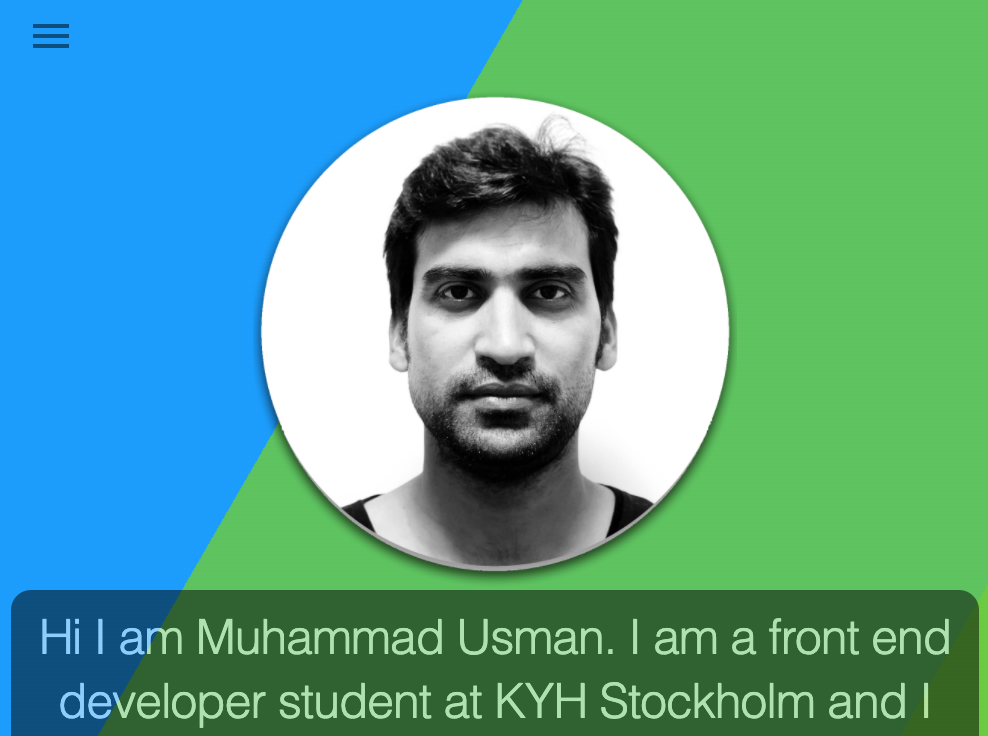 Hi I am Muhammad Usman. I am a front end
developer student at KYH Stockholm and I